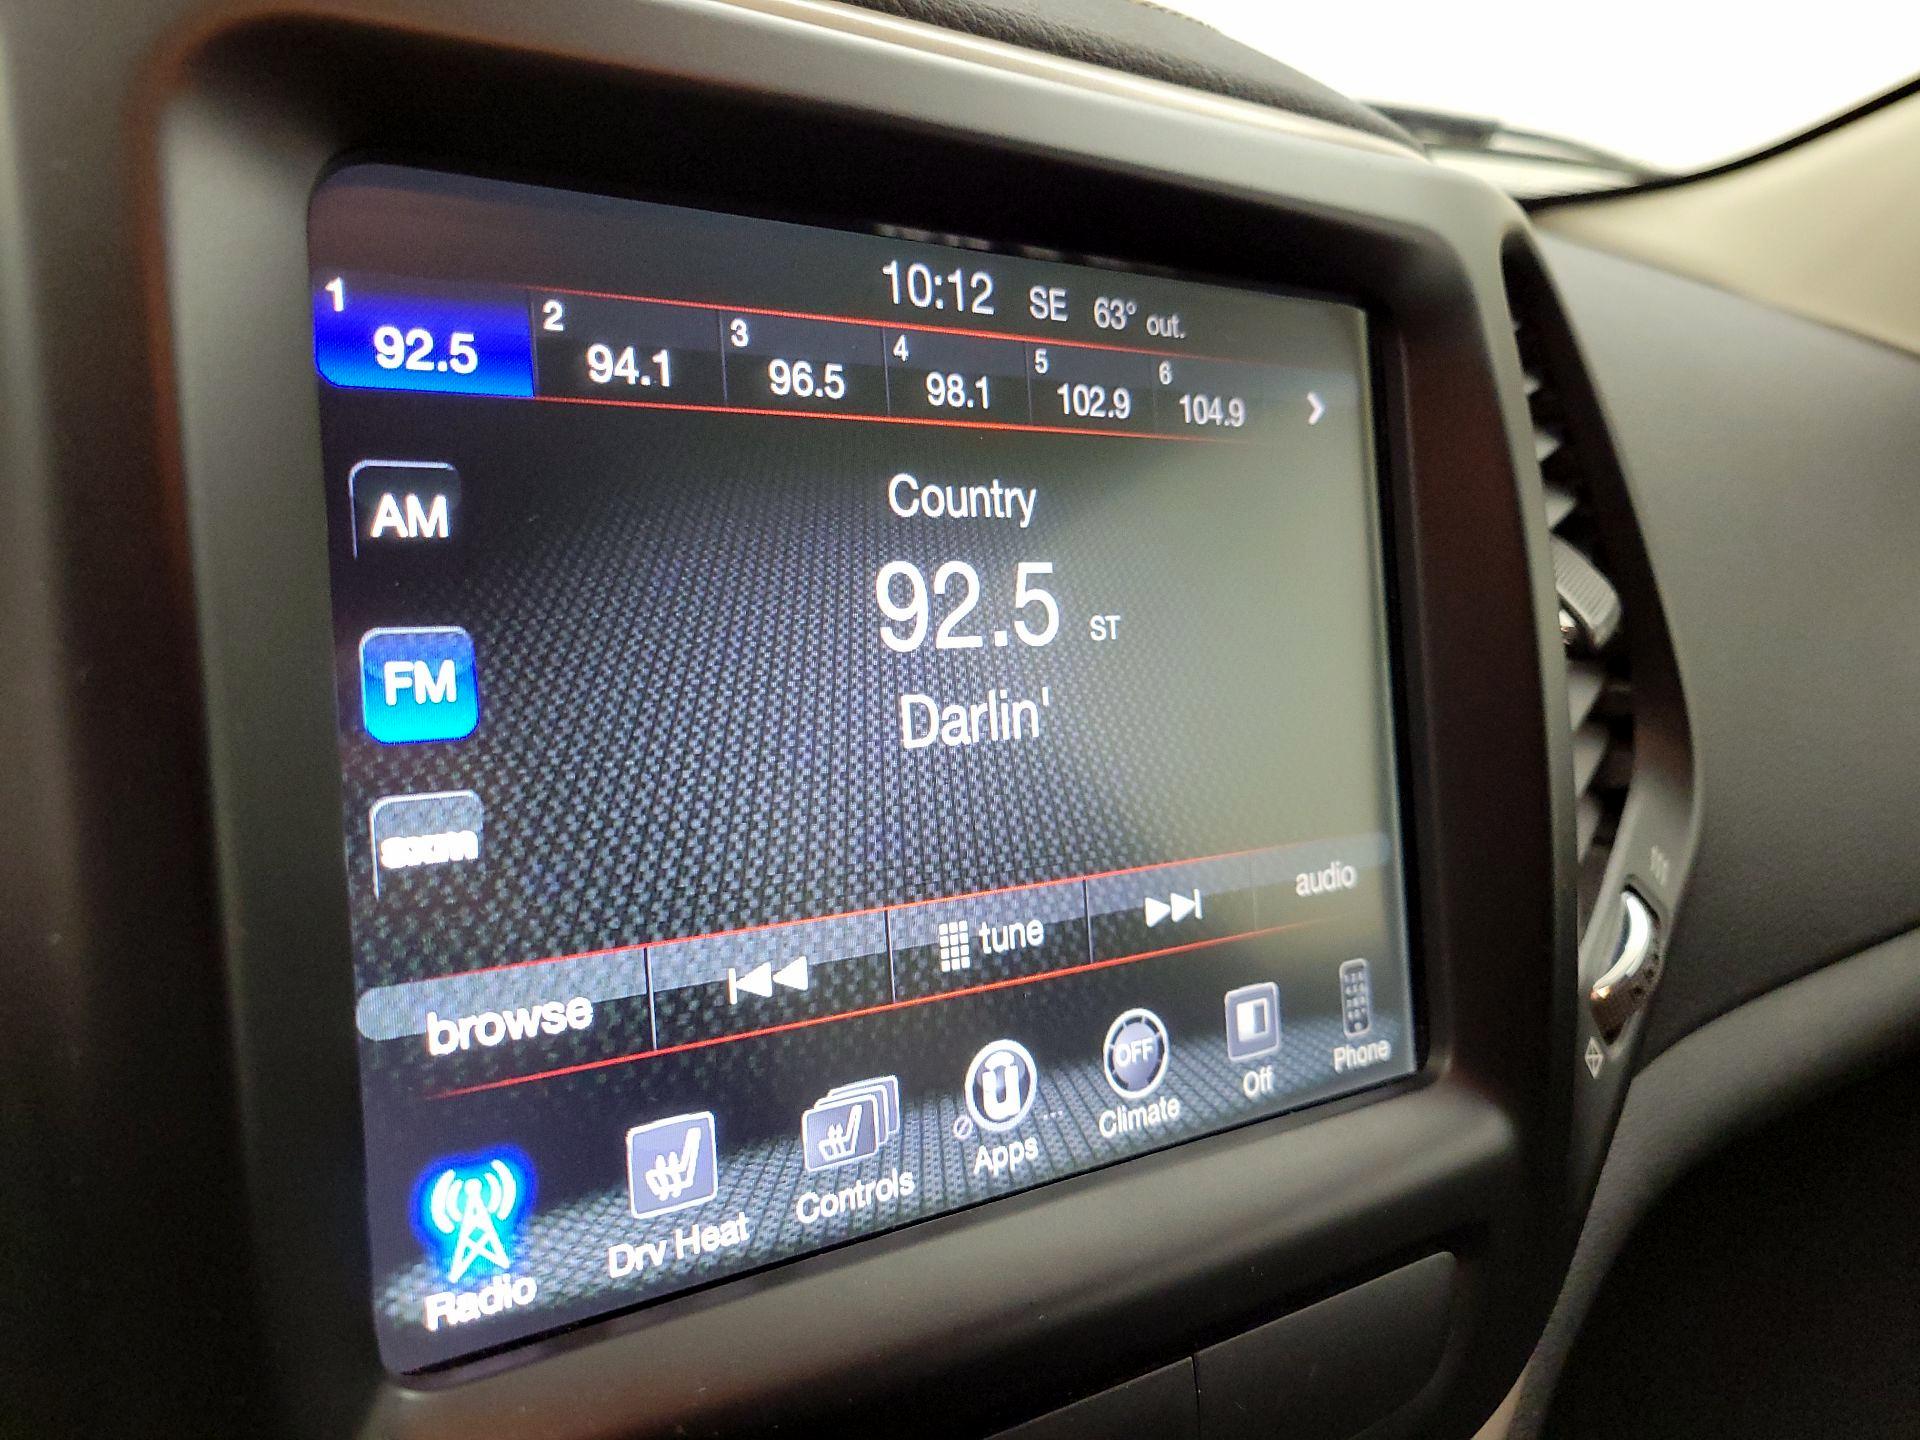 10:12 SE 63° out.
1 92.5 2 94.1 3 96.5 4 98.1 5 102.9 6 104.9
AM
Country
92.5 ST
FM
Darlin'
sxm
browse tune audio
Radio Drv Heat Controls Apps OFF Climate Off Phone